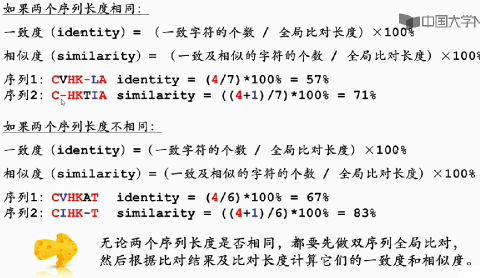 中国大学M
如果两个序列长度相同:
一致度(identity)=(一致字符的个数 / 全局比对长度)×100%
相似度(similarity)=(一致及相似的字符的个数 / 全局比对长度)×100%
序列1: CVHK-LA identity = (4/7)*100% = 57%
序列2: C-HKTIA similarity = ((4+1)/7)*100% = 71%
如果两个序列长度不相同:
一致度(identity)=(一致字符的个数 / 全局比对长度)×100%
相似度(similarity)=(一致及相似的字符的个数 / 全局比对长度)×100%
序列1: CVHKAT identity = (4/6)*100% = 67%
序列2: CIHK-T similarity = ((4+1)/6)*100% = 83%
无论两个序列长度是否相同,都要先做双序列全局比对,
然后根据比对结果及比对长度计算它们的一致度和相似度。